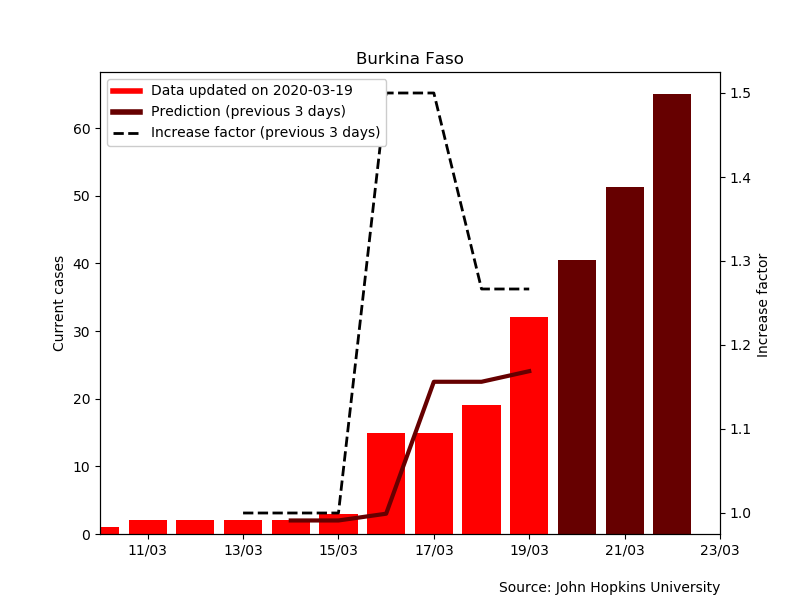 Burkina Faso
Data updated on 2020-03-19
Prediction (previous 3 days)
Increase factor (previous 3 days)
Current cases
0
10
20
30
40
50
60
Increase factor
1.0
1.1
1.2
1.3
1.4
1.5
11/03
13/03
15/03
17/03
19/03
21/03
23/03
Source: John Hopkins University